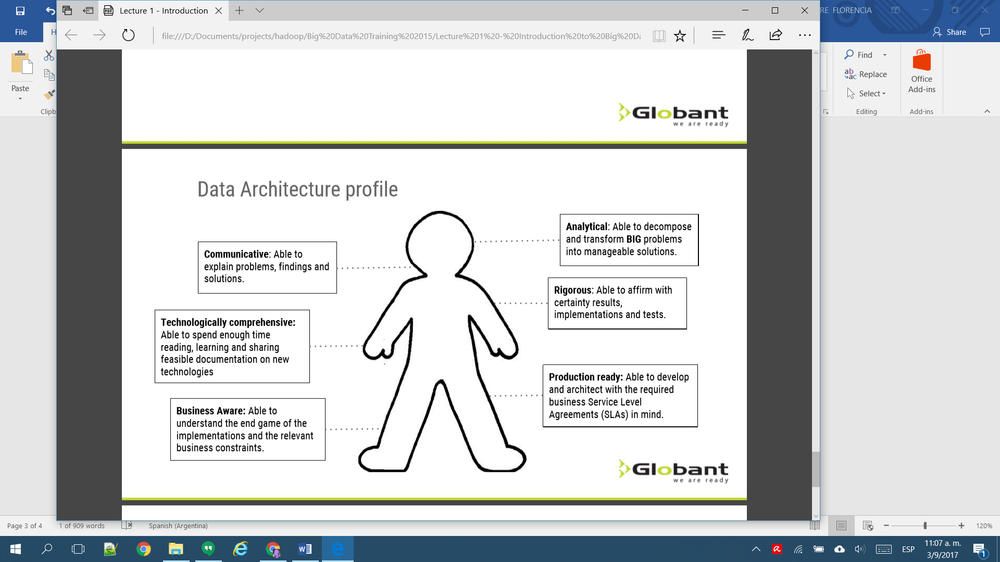 Lecture 1 - Introduction
RE FLORENCIA
File
H
Share
file:///D:/Documents/projects/hadoop/Big%20Data%20Training%202015/Lecture%201%20-%20Introduction%20to%20Big%20Da
Paste
Clipb
Find
Replace
Select
Editing
Office
Add-ins
Add-ins
Globant
we are ready
Data Architecture profile
Communicative: Able to
explain problems, findings and
solutions.
Technologically comprehensive:
Able to spend enough time
reading, learning and sharing
feasible documentation on new
technologies
Business Aware: Able to
understand the end game of the
implementations and the relevant
business constraints.
Analytical: Able to decompose
and transform BIG problems
into manageable solutions.
Rigorous: Able to affirm with
certainty results,
implementations and tests.
Production ready: Able to develop
and architect with the required
business Service Level
Agreements (SLAs) in mind.
Globant
we are ready
Page 3 of 4
1 of 909 words
Spanish (Argentina)
120%
ESP
11:07 a. m.
3/9/2017
1